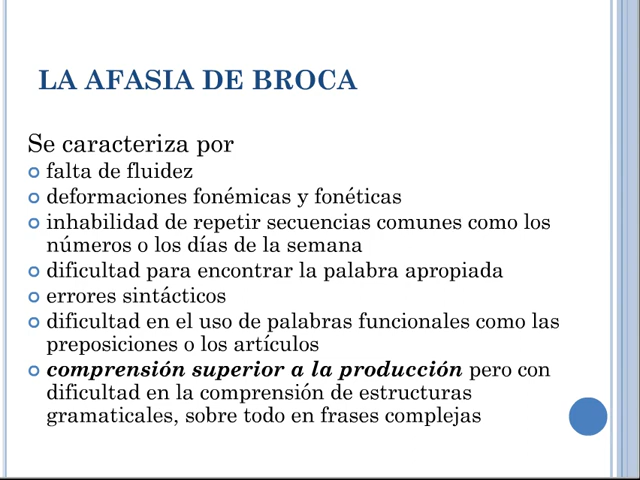 LA AFASIA DE BROCA
Se caracteriza por
falta de fluidez
deformaciones fonémicas y fonéticas
inhabilidad de repetir secuencias comunes como los
números o los días de la semana
dificultad para encontrar la palabra apropiada
errores sintácticos
dificultad en el uso de palabras funcionales como las
preposiciones o los artículos
comprensión superior a la producción pero con
dificultad en la comprensión de estructuras
gramaticales, sobre todo en frases complejas